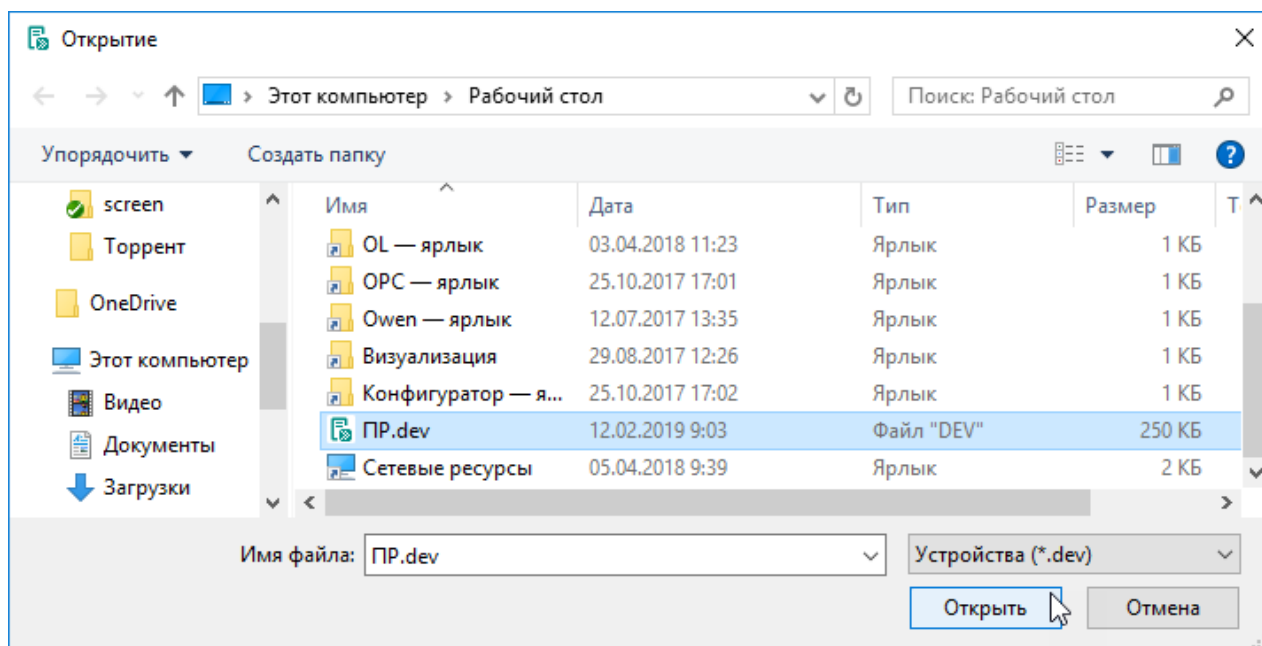 Открытие
Этот компьютер › Рабочий стол
Поиск: Рабочий стол
Упорядочить
Создать папку
?
screen
Торрент
OneDrive
Этот компьютер
Видео
Документы
Загрузки
Имя Дата Тип Размер Т
OL — ярлык 03.04.2018 11:23 Ярлык 1 КБ
OPC — ярлык 25.10.2017 17:01 Ярлык 1 КБ
Owen — ярлык 12.07.2017 13:35 Ярлык 1 КБ
Визуализация 29.08.2017 12:26 Ярлык 1 КБ
Конфигуратор — я... 25.10.2017 17:02 Ярлык 1 КБ
ПР.dev 12.02.2019 9:03 Файл "DEV" 250 КБ
Сетевые ресурсы 05.04.2018 9:39 Ярлык 2 КБ
Имя файла: ПР.dev Устройства (*.dev)
Открыть Отмена